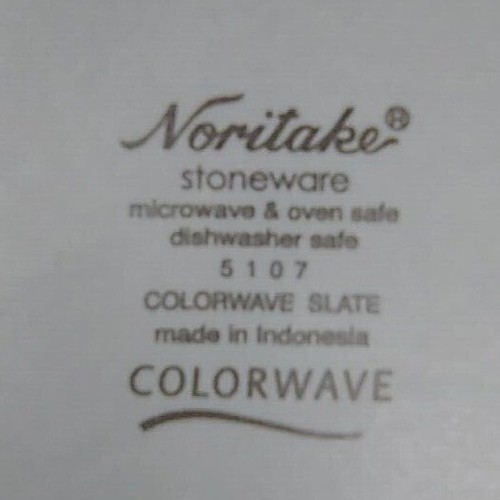 Noritake®
stoneware
microwave & oven safe
dishwasher safe
5107
COLORWAVE SLATE
made in Indonesia
COLORWAVE